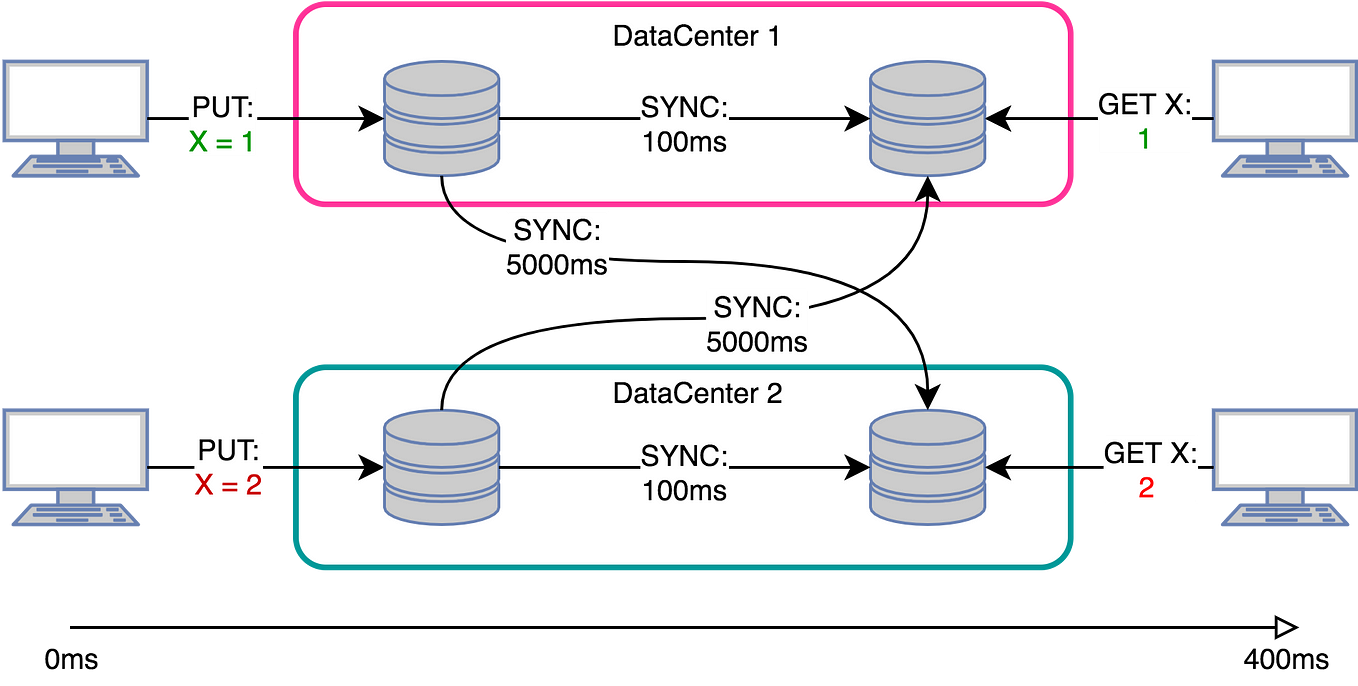 DataCenter 1
PUT:
X = 1
SYNC:
100ms
GET X:
1
SYNC:
5000ms
SYNC:
5000ms
DataCenter 2
PUT:
X = 2
SYNC:
100ms
GET X:
2
0ms
400ms